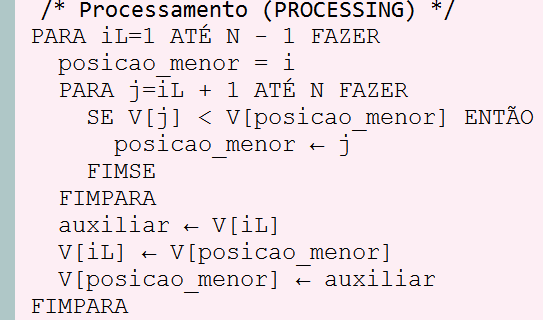 /* Processamento (PROCESSING) */
PARA iL=1 ATÉ N - 1 FAZER
posicao_menor = i
PARA j=iL + 1 ATÉ N FAZER
SE V[j] < V[posicao_menor] ENTÃO
posicao_menor ← j
FIMSE
FIMPARA
auxiliar ← V[iL]
V[iL] ← V[posicao_menor]
V[posicao_menor] ← auxiliar
FIMPARA